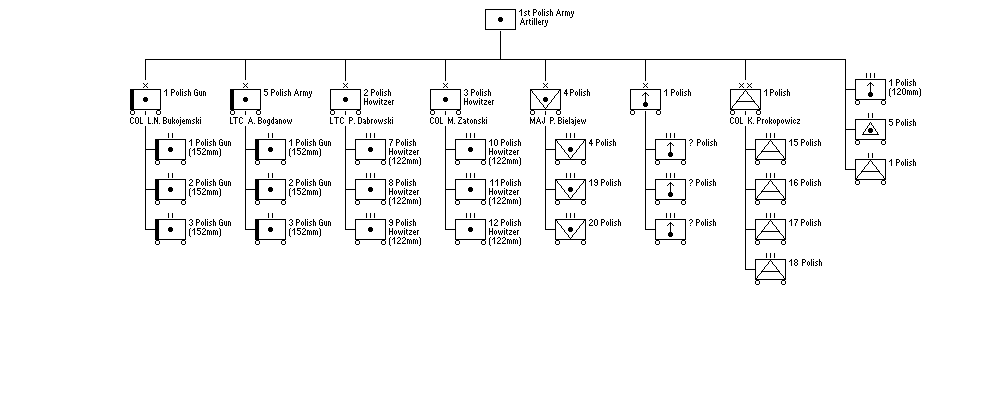 1st Polish Army
Artillery
1 Polish Gun
5 Polish Army
2 Polish
Howitzer
3 Polish
Howitzer
4 Polish
1 Polish
1 Polish
1 Polish
(120mm)
COL L.N. Bukojemski
LTC A. Bogdanow
LTC P. Dabrowski
COL M. Zatonski
MAJ P. Bielajew
COL K. Prokopowicz
5 Polish
1 Polish
1 Polish Gun
(152mm)
1 Polish Gun
(152mm)
7 Polish
Howitzer
(122mm)
10 Polish
Howitzer
(122mm)
4 Polish
? Polish
15 Polish
2 Polish Gun
(152mm)
2 Polish Gun
(152mm)
8 Polish
Howitzer
(122mm)
11 Polish
Howitzer
(122mm)
19 Polish
? Polish
16 Polish
3 Polish Gun
(152mm)
3 Polish Gun
(152mm)
9 Polish
Howitzer
(122mm)
12 Polish
Howitzer
(122mm)
20 Polish
? Polish
17 Polish
18 Polish